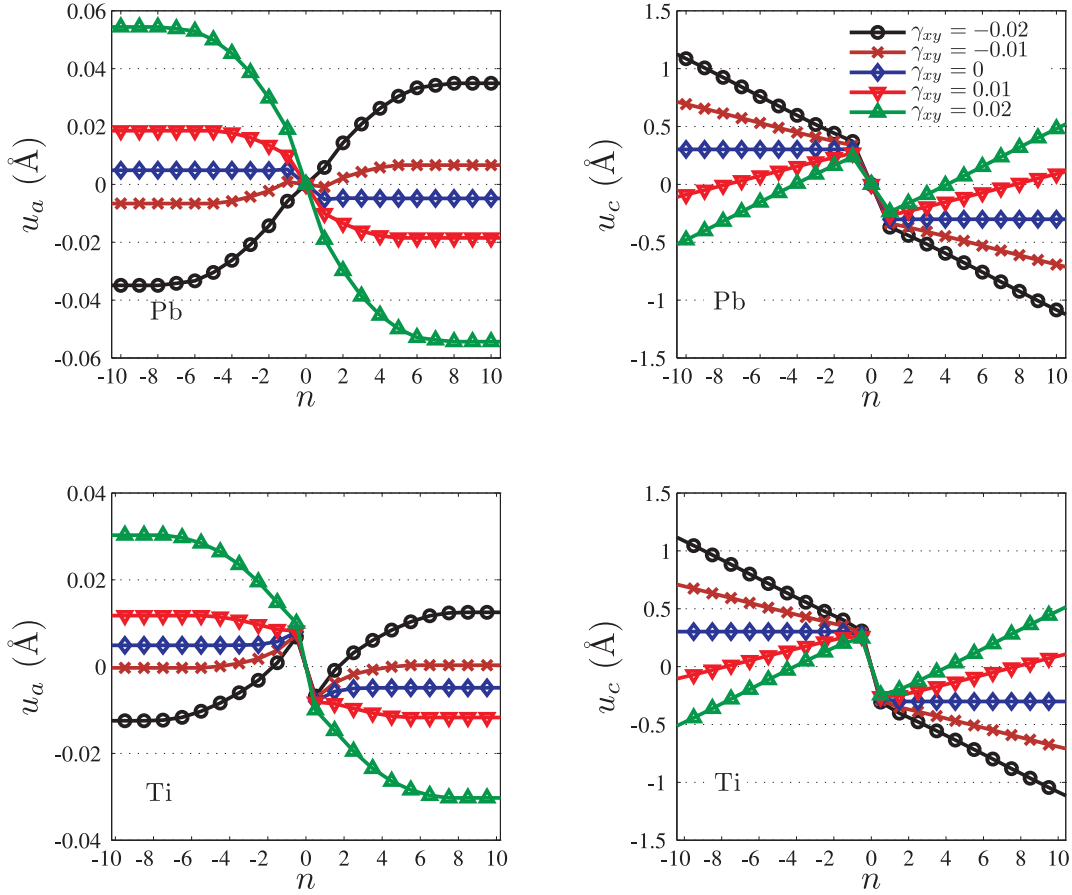 0.06
0.04
0.02
0
-0.02
-0.04
-0.06
u_a (Å)
Pb
-10 -8 -6 -4 -2 0 2 4 6 8 10
n
1.5
1
0.5
0
-0.5
-1
-1.5
u_c (Å)
γ_xy = −0.02
γ_xy = −0.01
γ_xy = 0
γ_xy = 0.01
γ_xy = 0.02
Pb
-10 -8 -6 -4 -2 0 2 4 6 8 10
n
0.04
0.02
0
-0.02
-0.04
u_a (Å)
Ti
-10 -8 -6 -4 -2 0 2 4 6 8 10
n
1.5
1
0.5
0
-0.5
-1
-1.5
u_c (Å)
Ti
-10 -8 -6 -4 -2 0 2 4 6 8 10
n